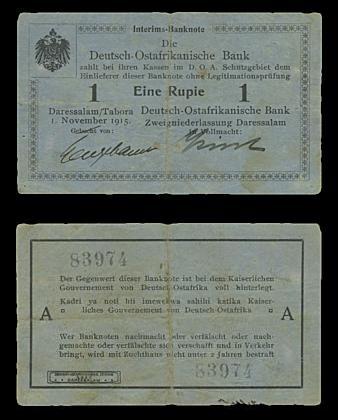 Interims-Banknote
Die
Deutsch-Ostafrikanische Bank
zahlt bei ihren Kassen im D. O. A. Schutzgebiet dem
Einlieferer dieser Banknote ohne Legitimationsprüfung
1 Eine Rupie 1
Daressalam/Tabora Deutsch-Ostafrikanische Bank
1. November 1915. Zweigniederlassung Daressalam
Gebucht von: In Vollmacht:
83974
Der Gegenwert dieser Banknote ist bei dem Kaiserlichen
Gouvernement von Deutsch-Ostafrika voll hinterlegt.
Kadri ya noti hii imewekwa sahihi katika Kaiser-
A liches Gouvernement von Deutsch-Ostafrika A
Wer Banknoten nachmacht oder verfälscht oder nach-
gemachte oder verfälschte sich verschafft und in Verkehr
bringt, wird mit Zuchthaus nicht unter 2 Jahren bestraft
83974